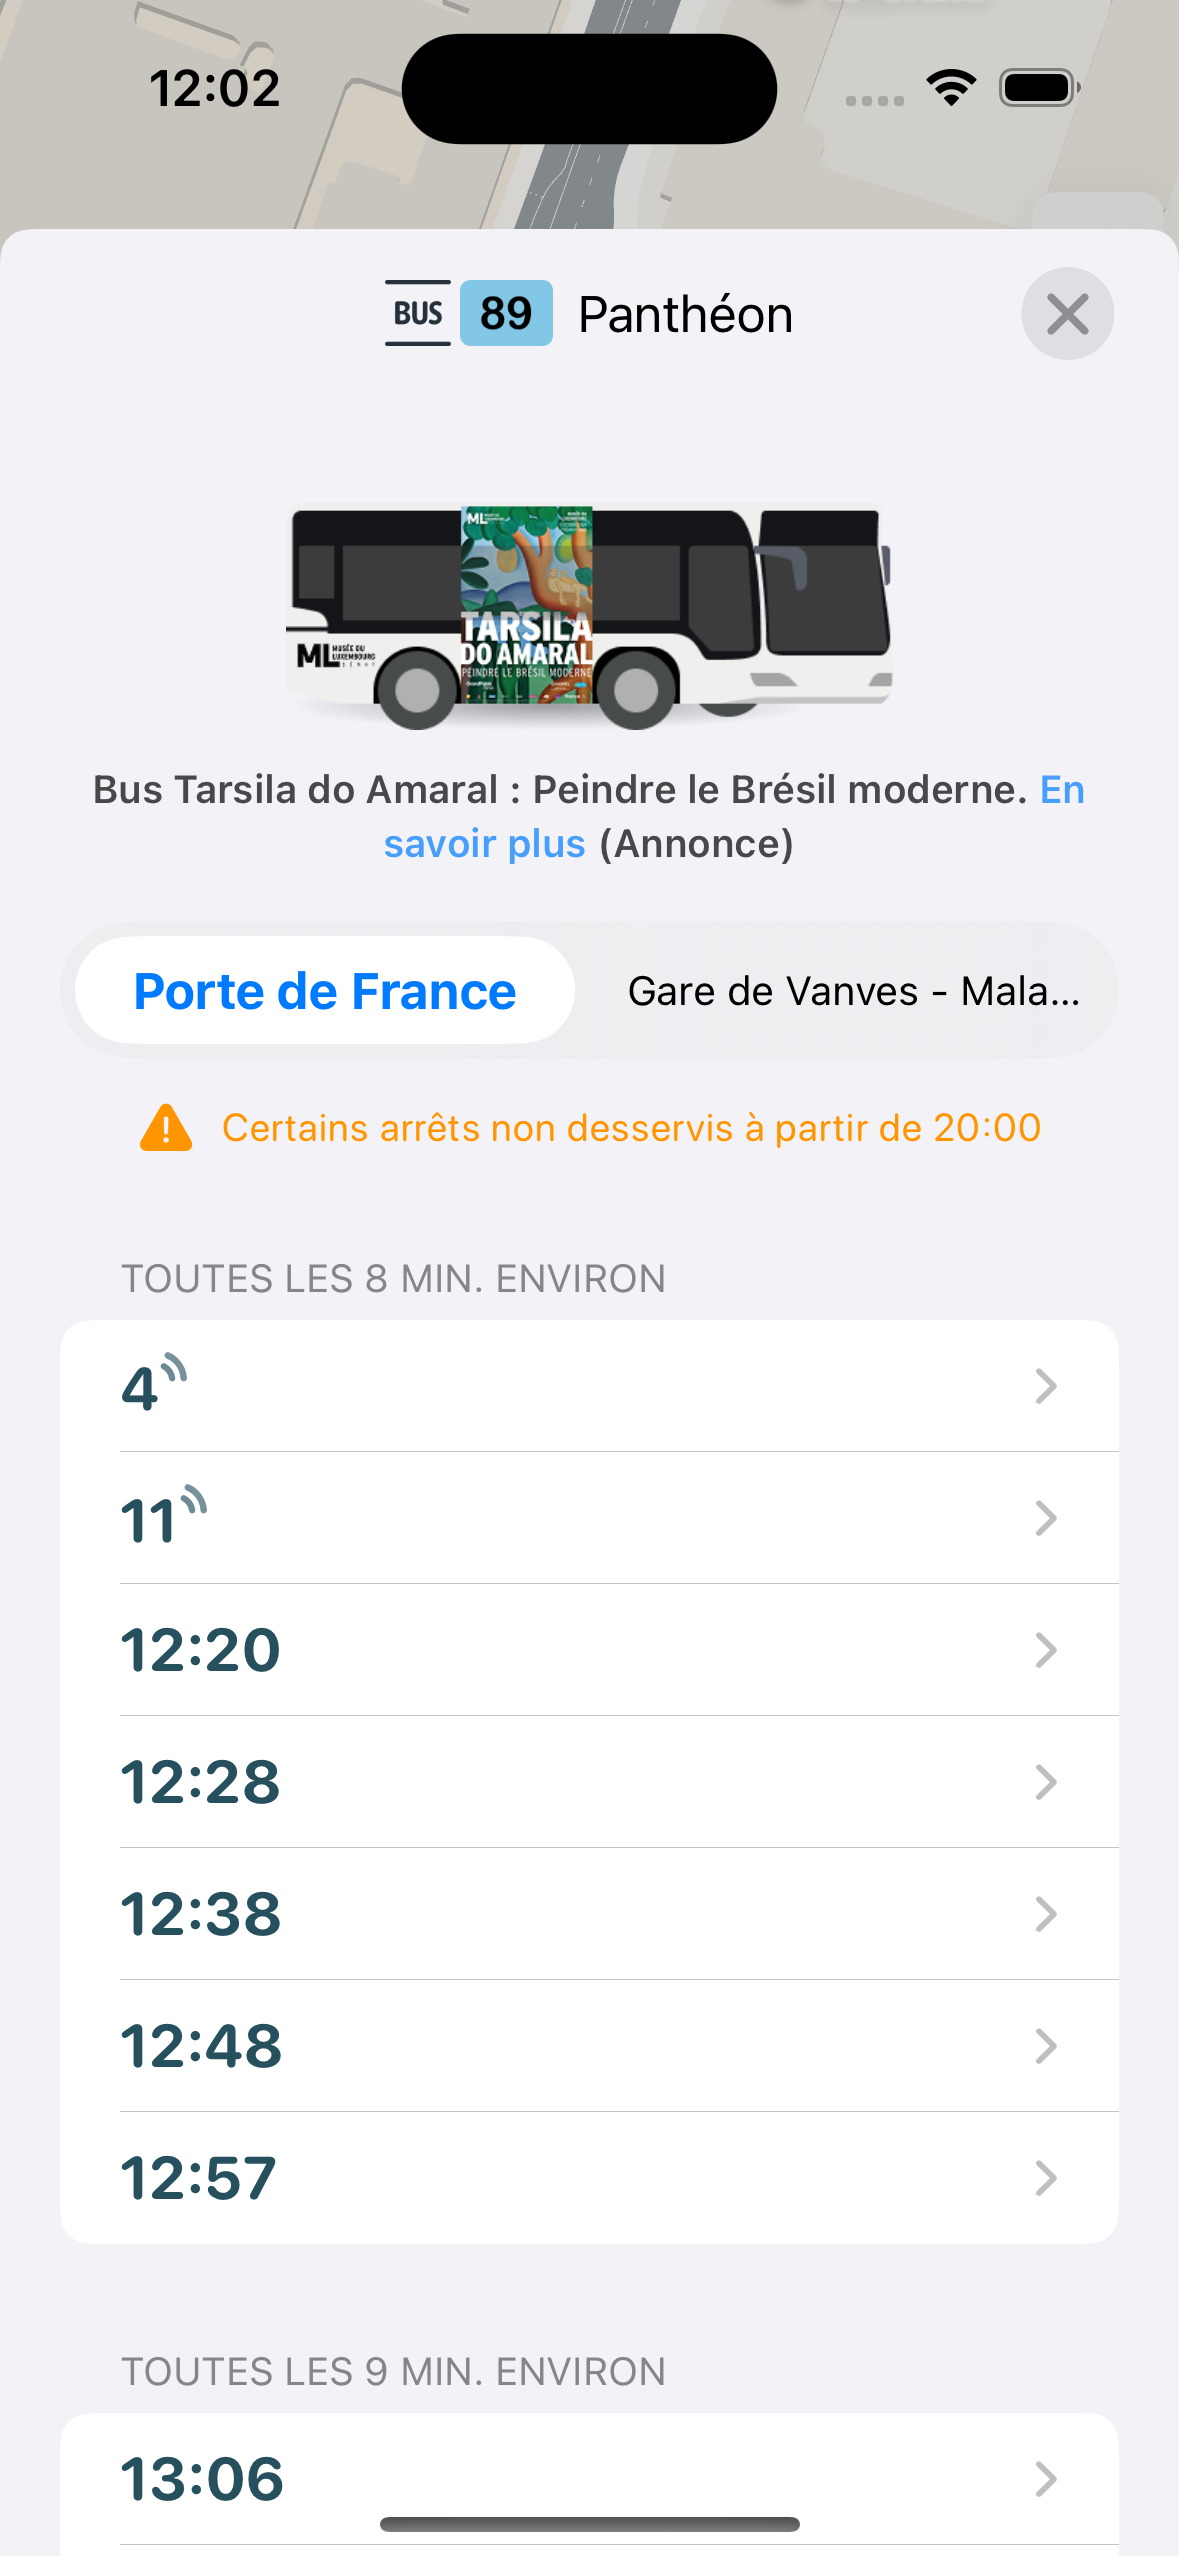 12:02
BUS 89 Panthéon
ML
TARSILA
DO AMARAL
PEINDRE LE BRÉSIL MODERNE
ML MUSÉE DU
LUXEMBOURG
Bus Tarsila do Amaral : Peindre le Brésil moderne. En
savoir plus (Annonce)
Porte de France
Gare de Vanves - Mala...
Certains arrêts non desservis à partir de 20:00
TOUTES LES 8 MIN. ENVIRON
4
11
12:20
12:28
12:38
12:48
12:57
TOUTES LES 9 MIN. ENVIRON
13:06